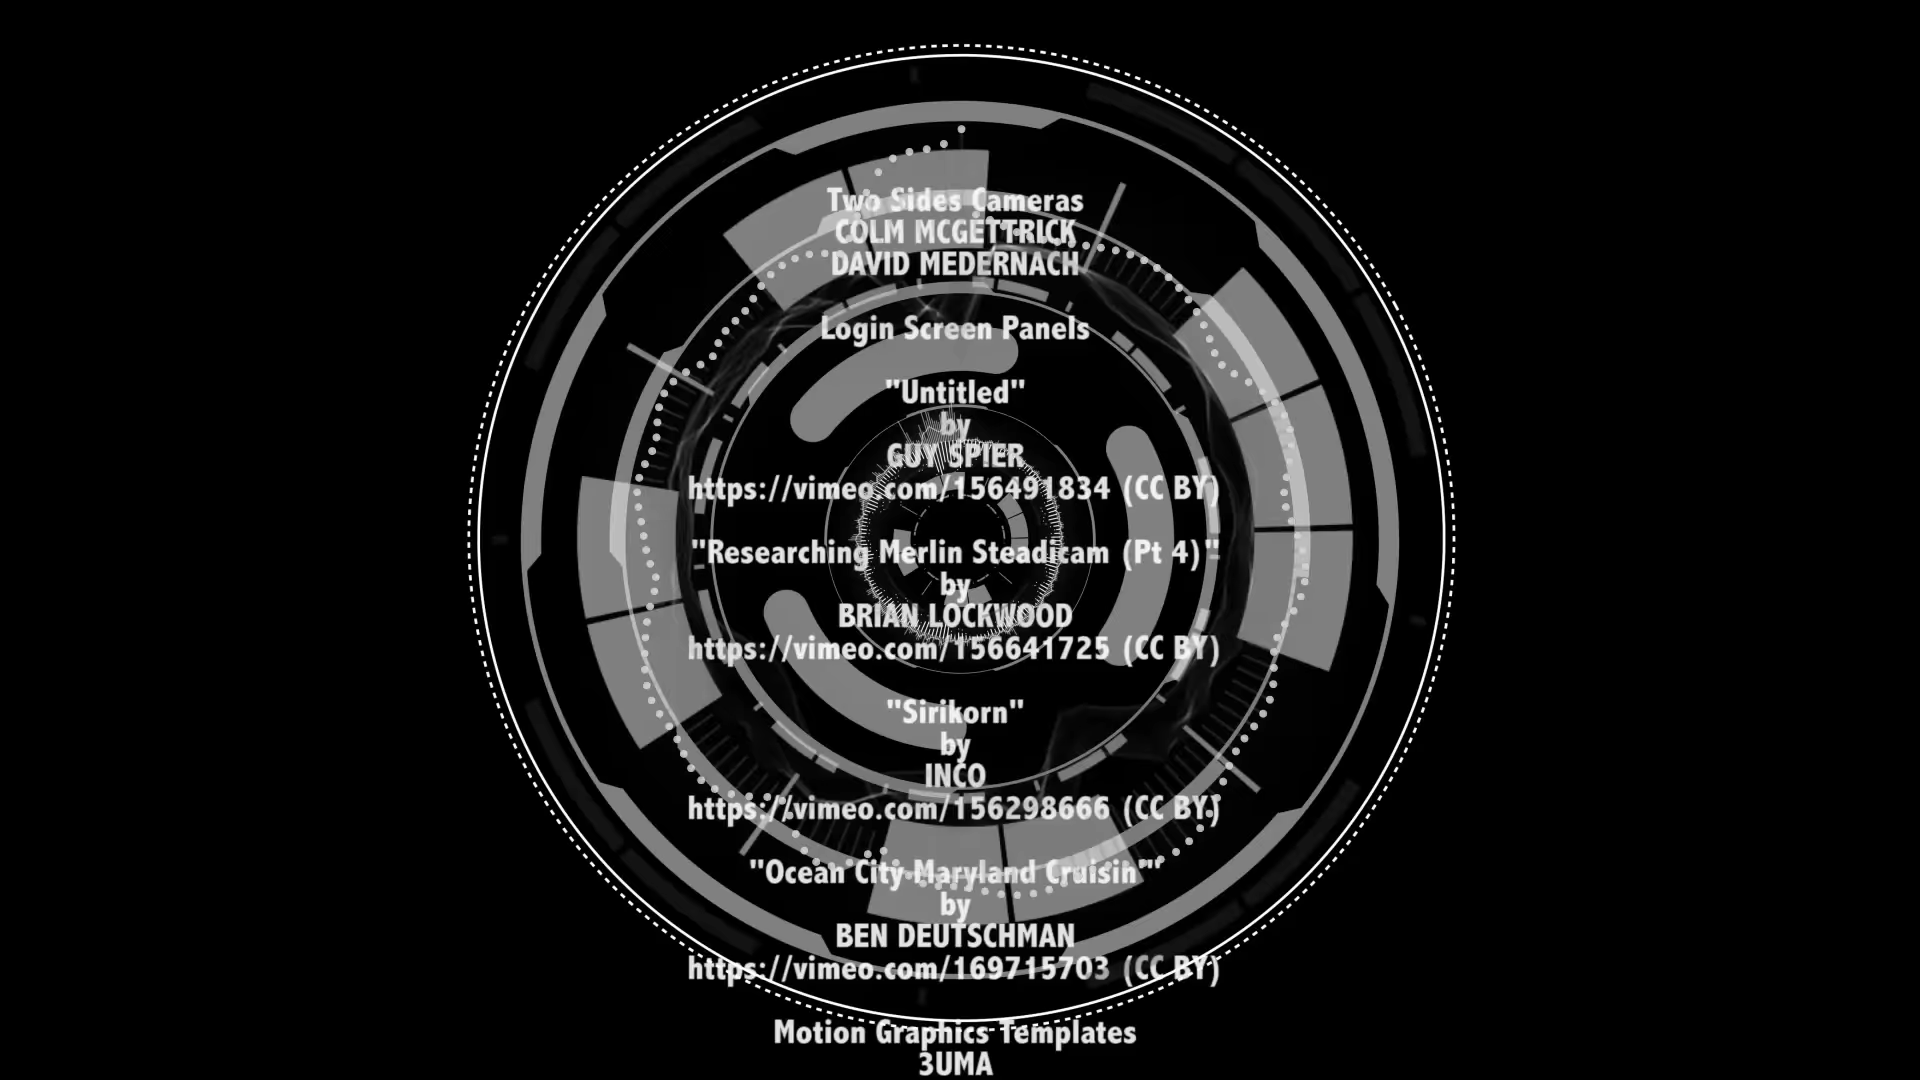 Two Sides Cameras
COLM MCGETTRICK
DAVID MEDERNACH
Login Screen Panels
"Untitled"
by
GUY SPIER
https://vimeo.com/156491834 (CC BY)
"Researching Merlin Steadicam (Pt 4)"
by
BRIAN LOCKWOOD
https://vimeo.com/156641725 (CC BY)
"Sirikorn"
by
INCO
https://vimeo.com/156298666 (CC BY)
"Ocean City Maryland Cruisin'"
by
BEN DEUTSCHMAN
https://vimeo.com/169715703 (CC BY)
Motion Graphics Templates
3UMA